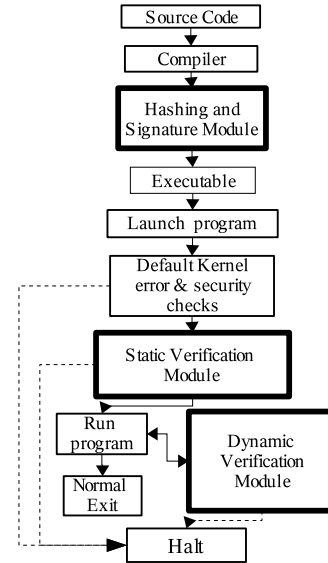 Source Code
Compiler
Hashing and
Signature Module
Executable
Launch program
Default Kernel
error & security
checks
Static Verification
Module
Run
program
Dynamic
Verification
Module
Normal
Exit
Halt